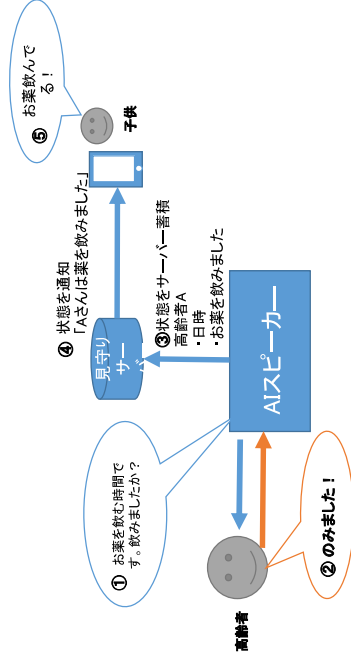 ① お薬を飲む時間で
す。飲みましたか?
② のみました!
高齢者
AIスピーカー
③状態をサーバー蓄積
高齢者A
・日時
・お薬を飲みました
見守り
サー
④ 状態を通知
「Aさんは薬を飲みました」
⑤ お薬飲んで
る!
子供